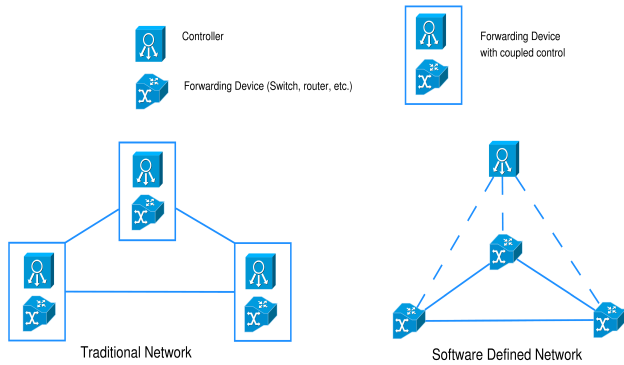 Controller
Forwarding Device (Switch, router, etc.)
Forwarding Device
with coupled control
Traditional Network
Software Defined Network